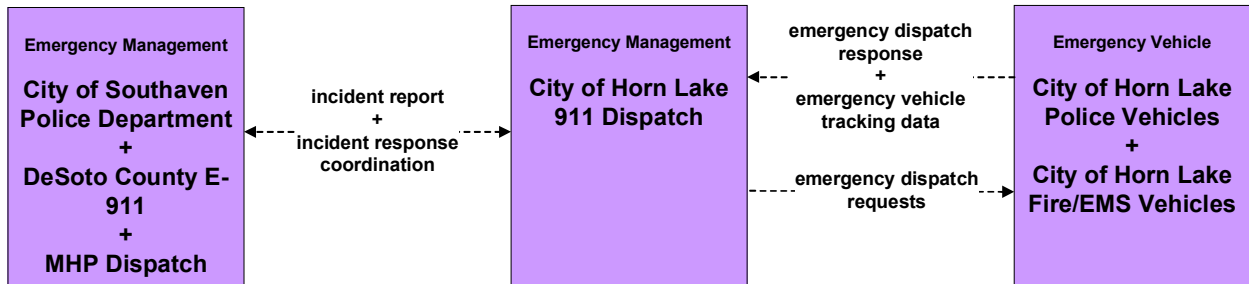 Emergency Management
City of Southaven
Police Department
+
DeSoto County E-
911
+
MHP Dispatch
incident report
+
incident response
coordination
Emergency Management
City of Horn Lake
911 Dispatch
emergency dispatch
response
+
emergency vehicle
tracking data
emergency dispatch
requests
Emergency Vehicle
City of Horn Lake
Police Vehicles
+
City of Horn Lake
Fire/EMS Vehicles